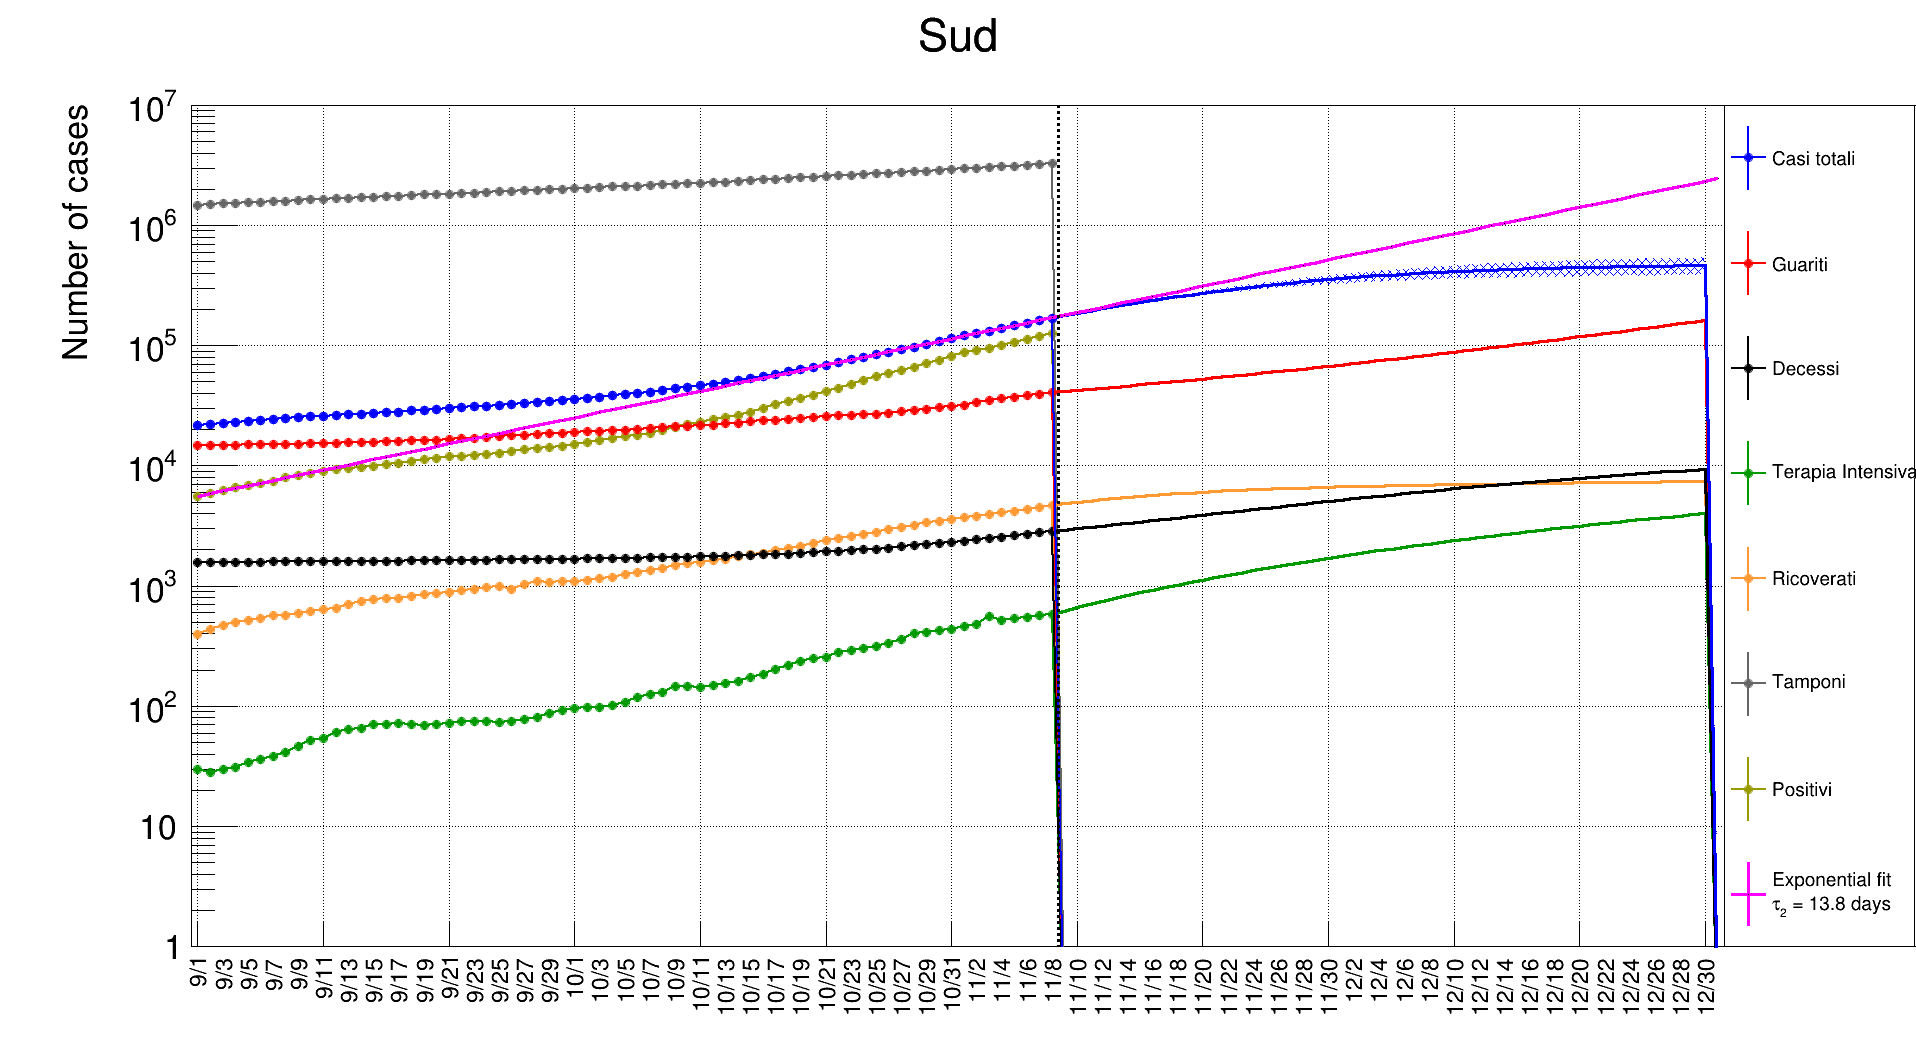 Sud
Number of cases
10^7
10^6
10^5
10^4
10^3
10^2
10
1
9/1 9/3 9/5 9/7 9/9 9/11 9/13 9/15 9/17 9/19 9/21 9/23 9/25 9/27 9/29 10/1 10/3 10/5 10/7 10/9 10/11 10/13 10/15 10/17 10/19 10/21 10/23 10/25 10/27 10/29 10/31 11/2 11/4 11/6 11/8 11/10 11/12 11/14 11/16 11/18 11/20 11/22 11/24 11/26 11/28 11/30 12/2 12/4 12/6 12/8 12/10 12/12 12/14 12/16 12/18 12/20 12/22 12/24 12/26 12/28 12/30
Casi totali
Guariti
Decessi
Terapia Intensiva
Ricoverati
Tamponi
Positivi
Exponential fit
τ_2 = 13.8 days